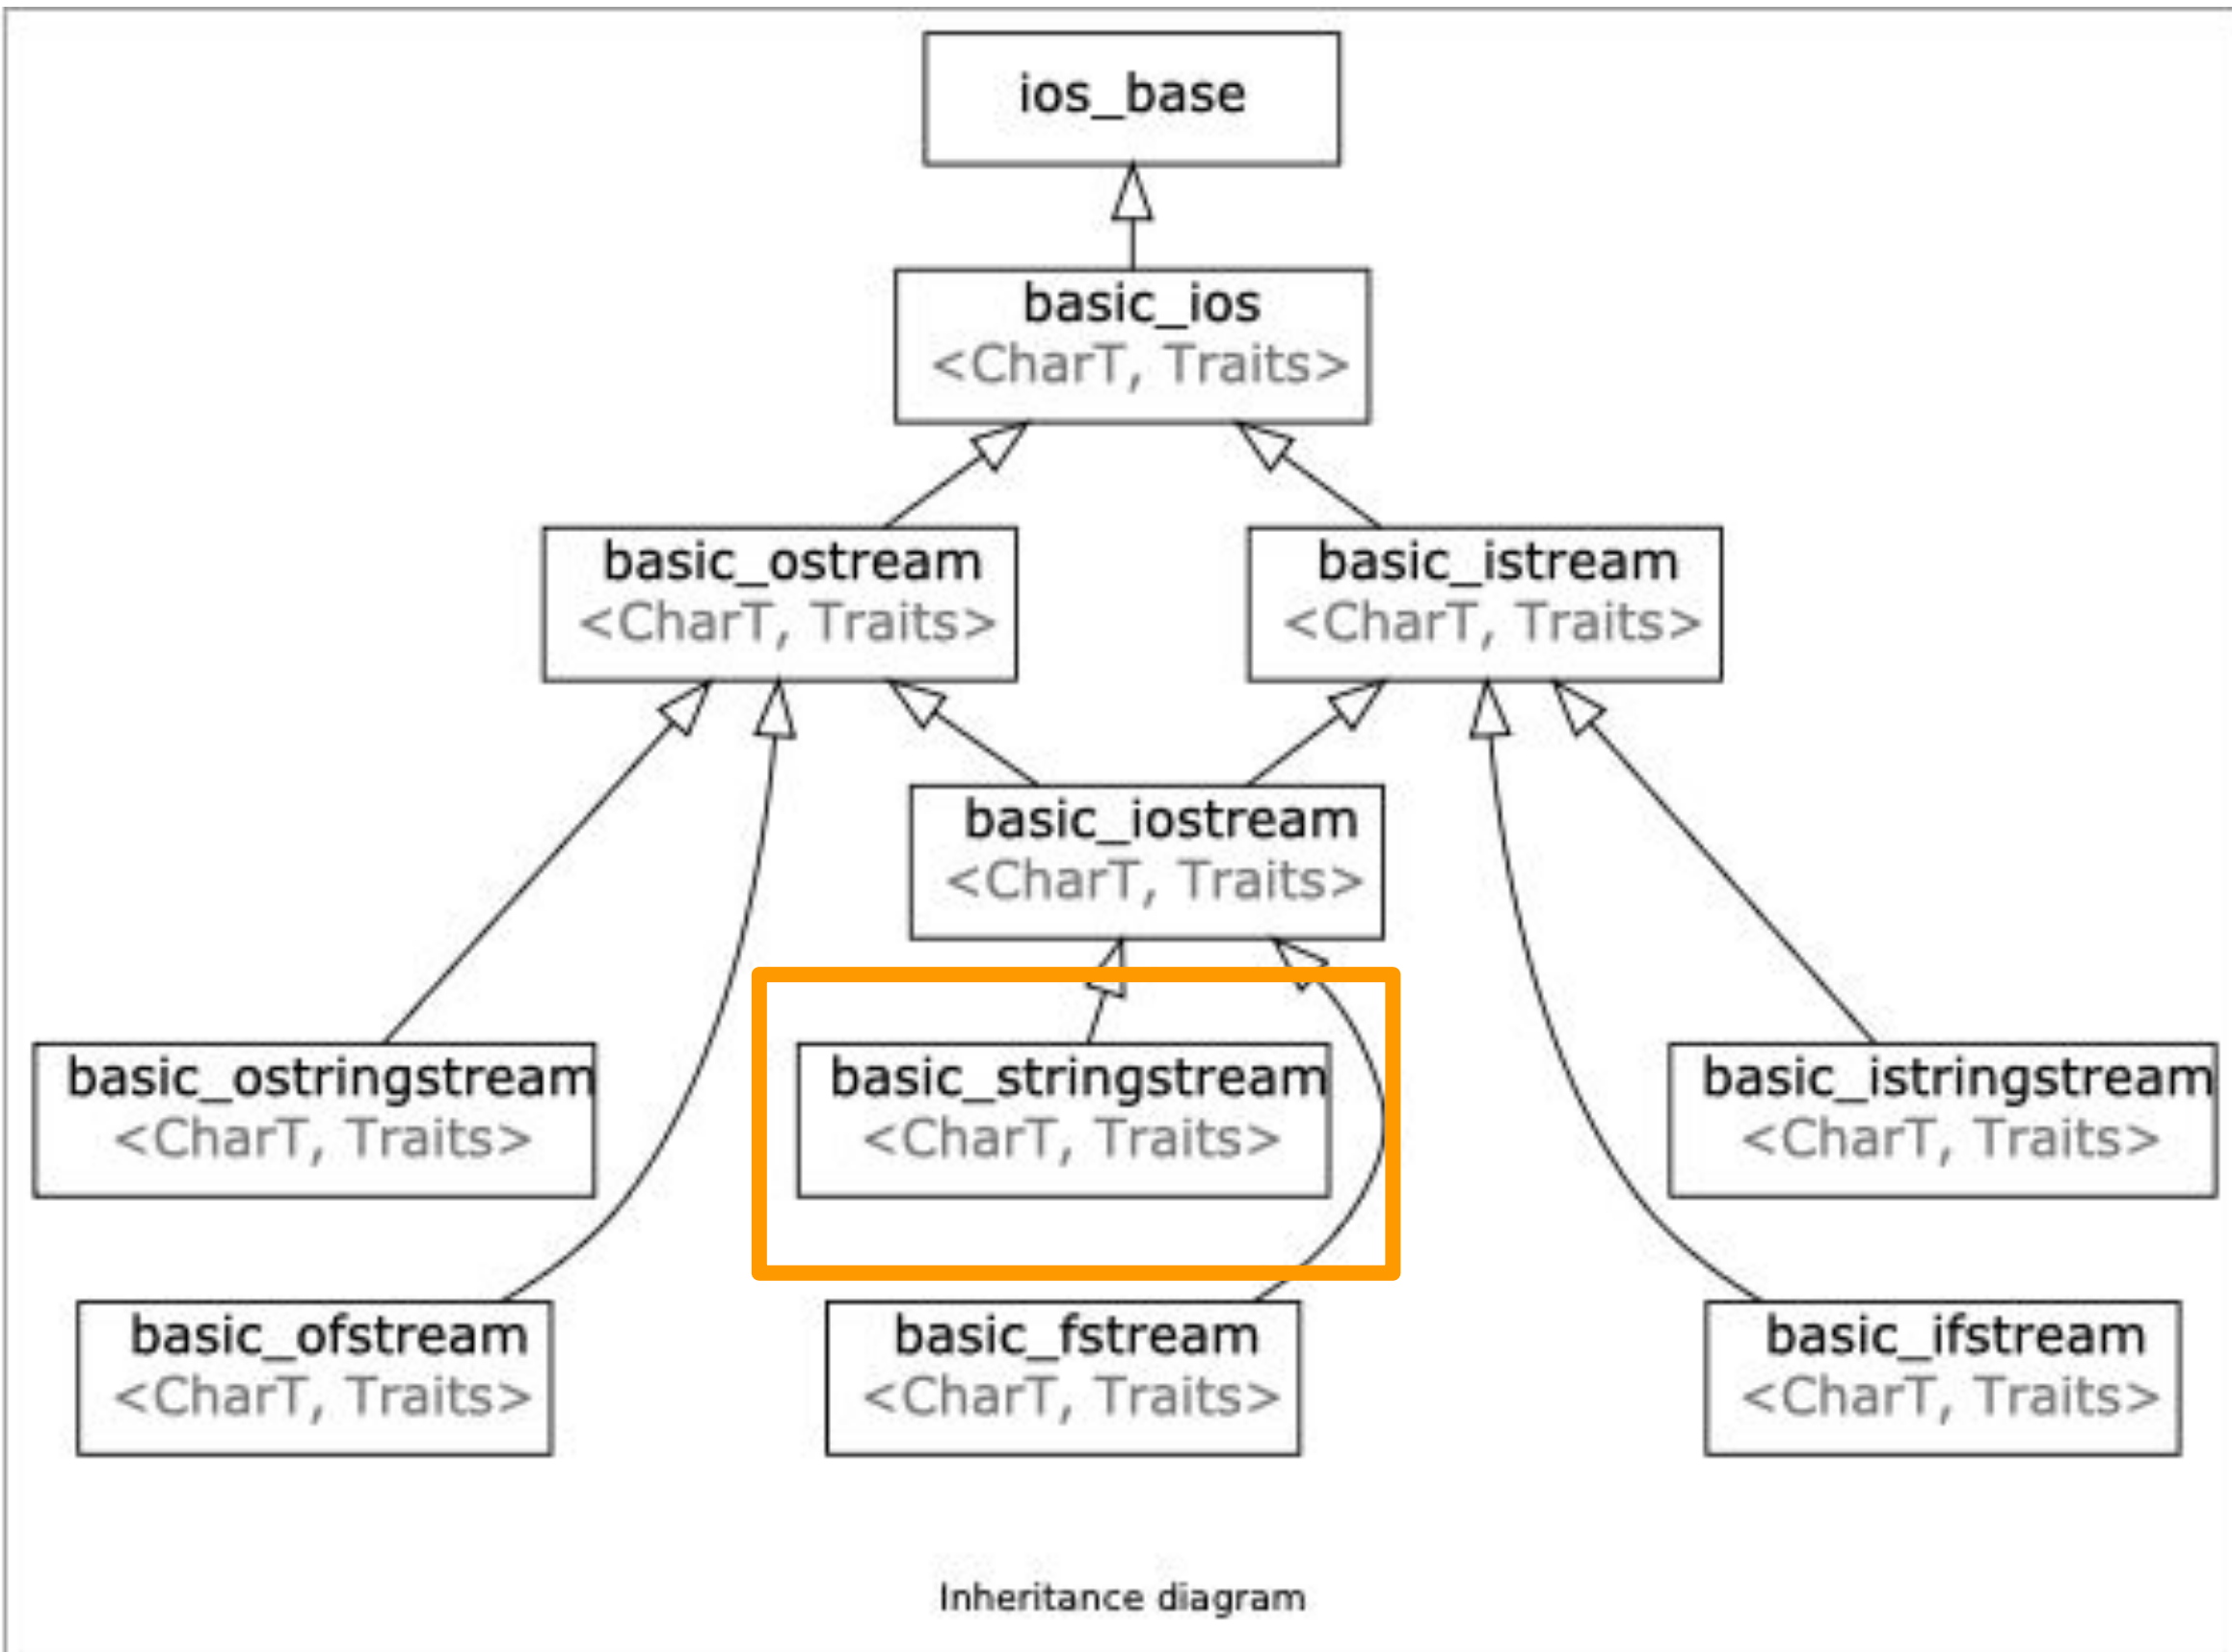 ios_base
basic_ios
<CharT, Traits>
basic_ostream
<CharT, Traits>
basic_istream
<CharT, Traits>
basic_iostream
<CharT, Traits>
basic_ostringstream
<CharT, Traits>
basic_stringstream
<CharT, Traits>
basic_istringstream
<CharT, Traits>
basic_ofstream
<CharT, Traits>
basic_fstream
<CharT, Traits>
basic_ifstream
<CharT, Traits>
Inheritance diagram